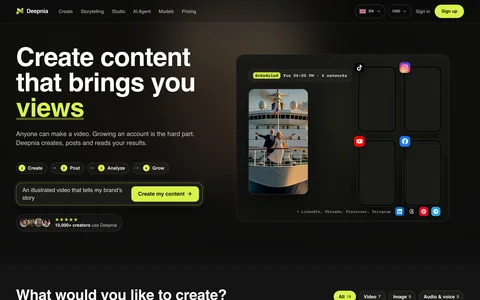 Deepnia
Create
Storytelling
Studio
AI Agent
Models
Pricing
EN
USD
Sign in
Sign up
Create content
that brings you
views
Anyone can make a video. Growing an account is the hard part.
Deepnia creates, posts and reads your results.
1 Create → 2 Post → 3 Analyze → 4 Grow
An illustrated video that tells my brand's
story
Create my content →
★★★★★
10,000+ creators use Deepnia
Scheduled Tue 06:00 PM · 4 networks
+ LinkedIn, Threads, Pinterest, Telegram
What would you like to create?
All 18
Video 7
Image 8
Audio & voice 3